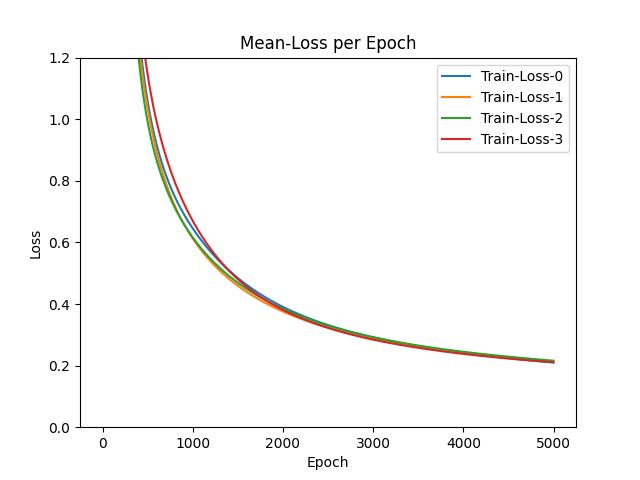 Mean-Loss per Epoch
1.2
1.0
0.8
0.6
0.4
0.2
0.0
Loss
Train-Loss-0
Train-Loss-1
Train-Loss-2
Train-Loss-3
0 1000 2000 3000 4000 5000
Epoch